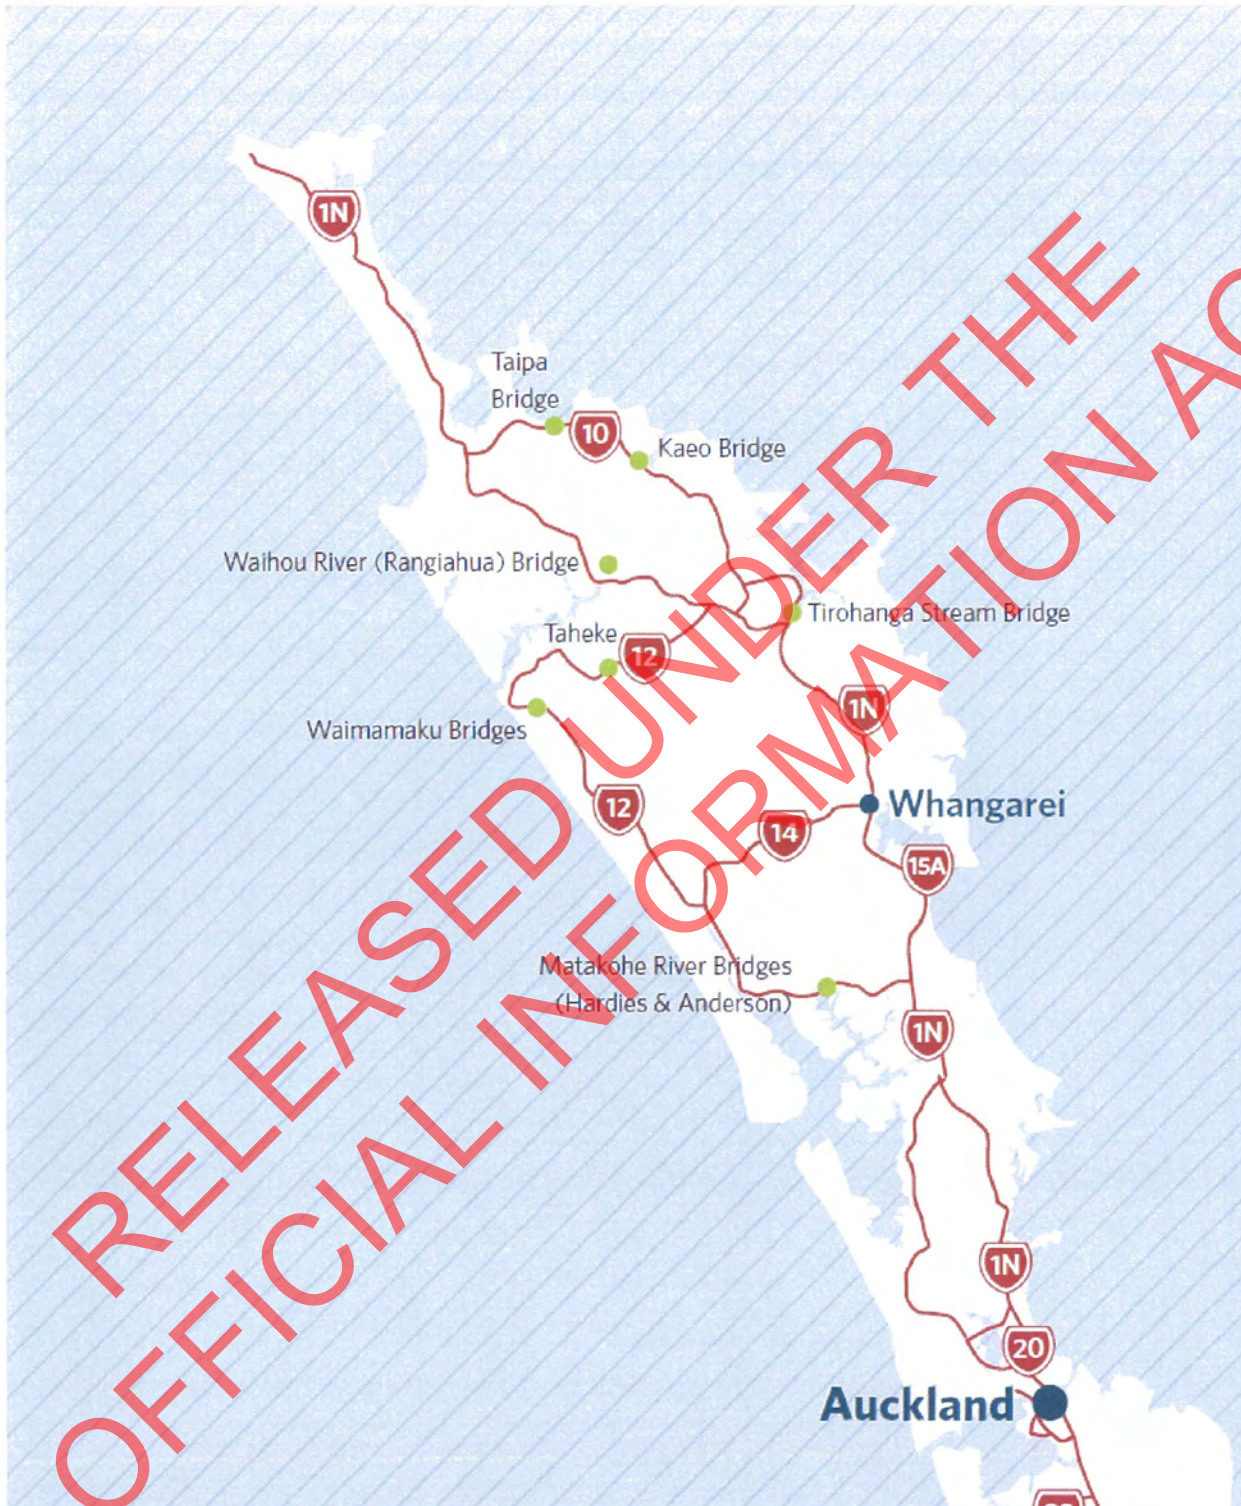 1N
Taipa
Bridge
10
Kaeo Bridge
Waihou River (Rangiahua) Bridge
Tirohanga Stream Bridge
Taheke
12
1N
Waimamaku Bridges
12
14
Whangarei
15A
Matakohe River Bridges
(Hardies & Anderson)
1N
1N
20
Auckland
RELEASED UNDER THE
OFFICIAL INFORMATION AC